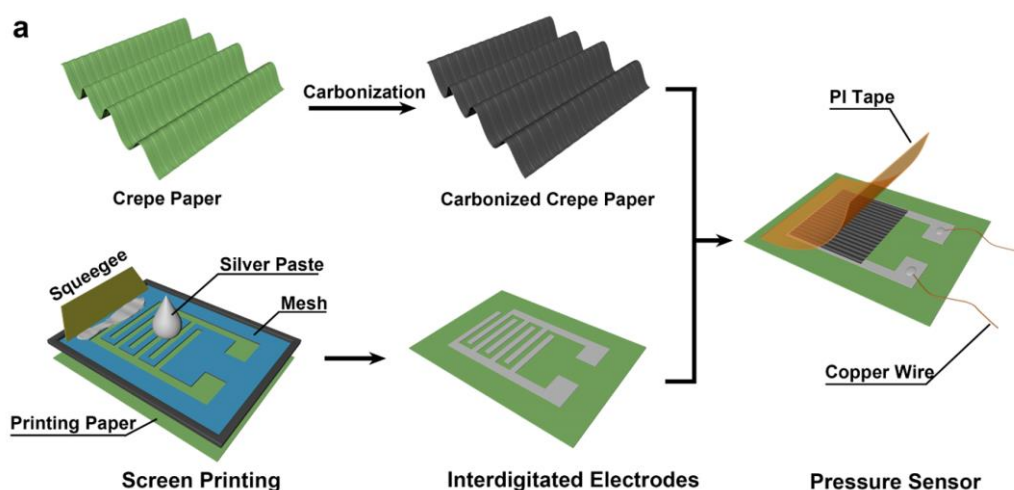 a
Carbonization
Crepe Paper
Carbonized Crepe Paper
PI Tape
Squeegee
Silver Paste
Mesh
Printing Paper
Copper Wire
Screen Printing
Interdigitated Electrodes
Pressure Sensor